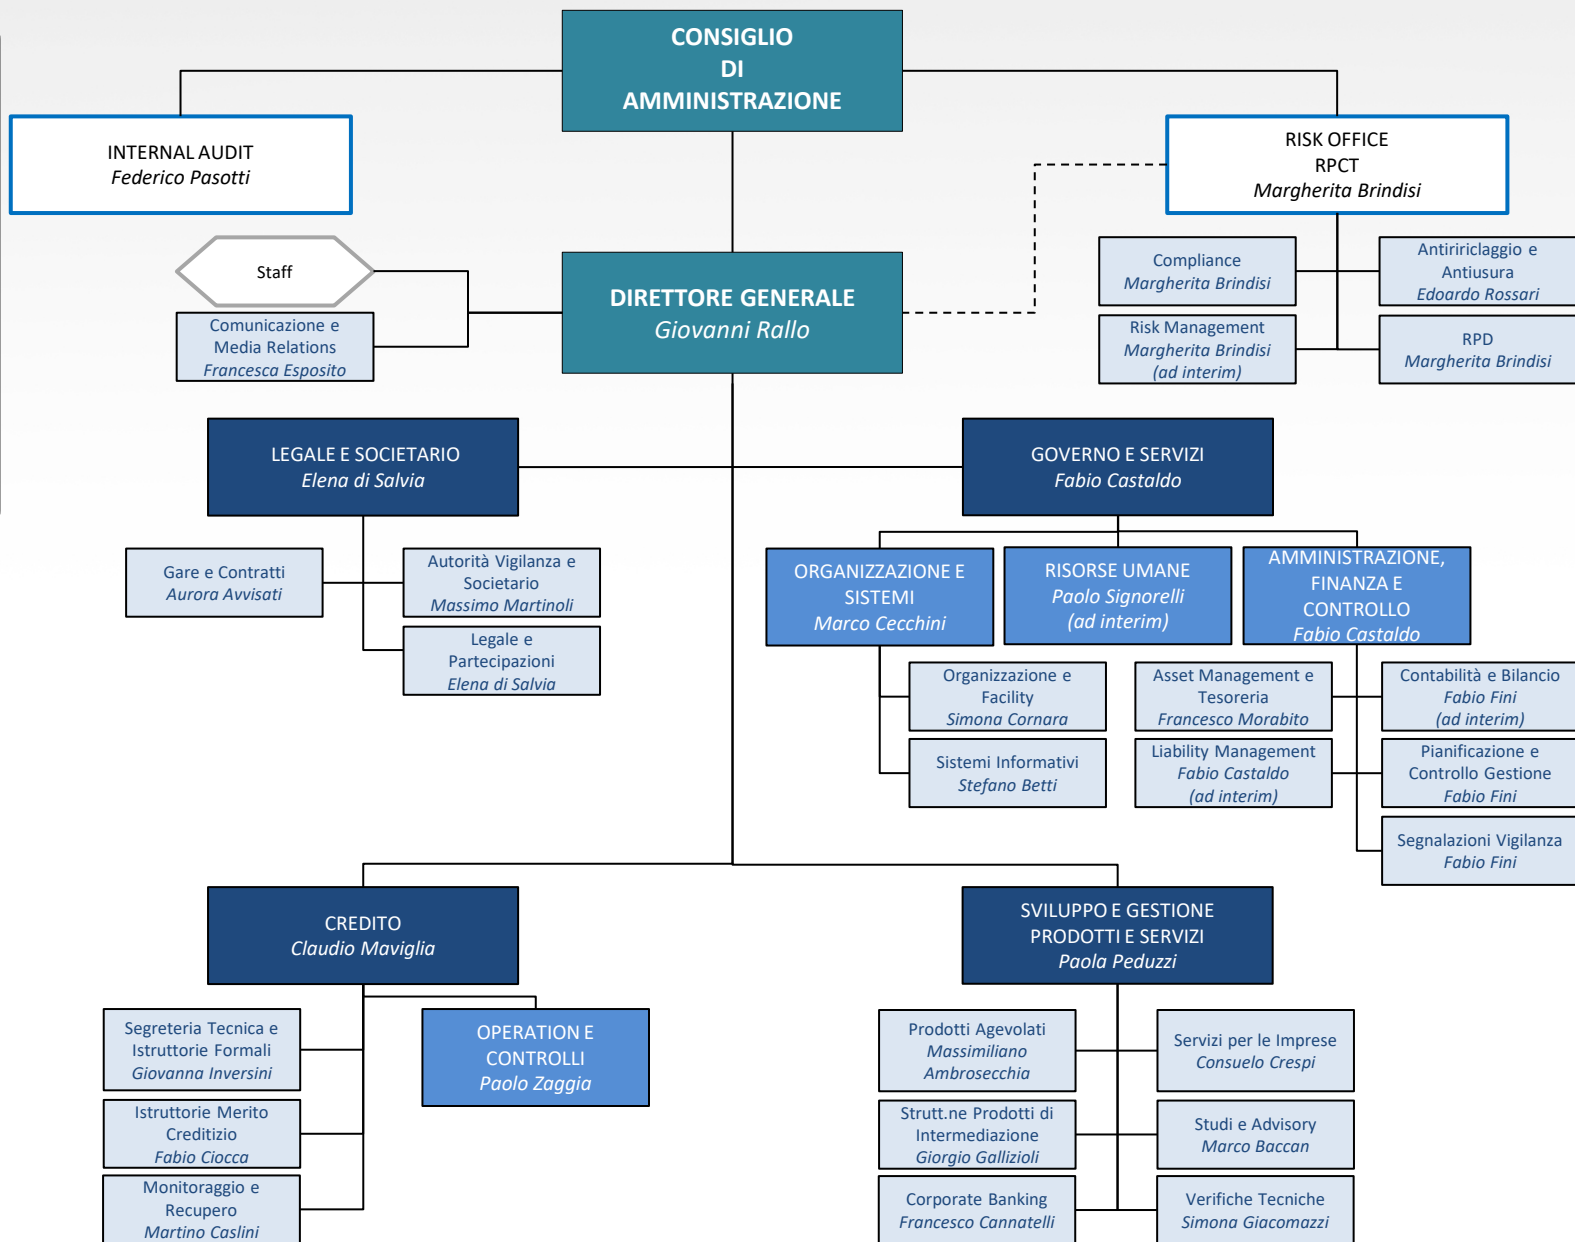 CONSIGLIO
DI
AMMINISTRAZIONE
INTERNAL AUDIT
Federico Pasotti
RISK OFFICE
RPCT
Margherita Brindisi
Staff
Comunicazione e
Media Relations
Francesca Esposito
DIRETTORE GENERALE
Giovanni Rallo
Compliance
Margherita Brindisi
Antiririclaggio e
Antiusura
Edoardo Rossari
Risk Management
Margherita Brindisi
(ad interim)
RPD
Margherita Brindisi
LEGALE E SOCIETARIO
Elena di Salvia
GOVERNO E SERVIZI
Fabio Castaldo
Gare e Contratti
Aurora Avvisati
Autorità Vigilanza e
Societario
Massimo Martinoli
Legale e
Partecipazioni
Elena di Salvia
ORGANIZZAZIONE E
SISTEMI
Marco Cecchini
RISORSE UMANE
Paolo Signorelli
(ad interim)
AMMINISTRAZIONE,
FINANZA E
CONTROLLO
Fabio Castaldo
Organizzazione e
Facility
Simona Cornara
Sistemi Informativi
Stefano Betti
Asset Management e
Tesoreria
Francesco Morabito
Contabilità e Bilancio
Fabio Fini
(ad interim)
Liability Management
Fabio Castaldo
(ad interim)
Pianificazione e
Controllo Gestione
Fabio Fini
Segnalazioni Vigilanza
Fabio Fini
CREDITO
Claudio Maviglia
SVILUPPO E GESTIONE
PRODOTTI E SERVIZI
Paola Peduzzi
Segreteria Tecnica e
Istruttorie Formali
Giovanna Inversini
OPERATION E
CONTROLLI
Paolo Zaggia
Istruttorie Merito
Creditizio
Fabio Ciocca
Monitoraggio e
Recupero
Martino Caslini
Prodotti Agevolati
Massimiliano
Ambrosecchia
Servizi per le Imprese
Consuelo Crespi
Strutt.ne Prodotti di
Intermediazione
Giorgio Gallizioli
Studi e Advisory
Marco Baccan
Corporate Banking
Francesco Cannatelli
Verifiche Tecniche
Simona Giacomazzi